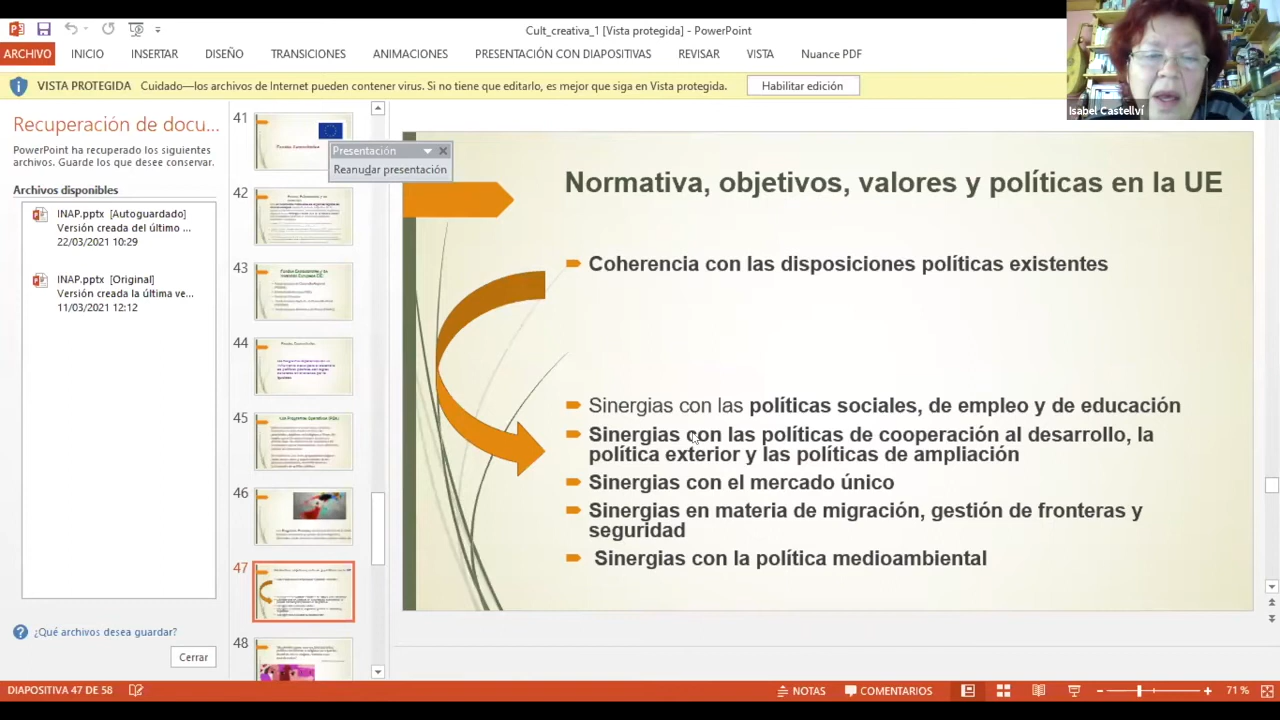 Cult_creativa_1 [Vista protegida] - PowerPoint
ARCHIVO INICIO INSERTAR DISEÑO TRANSICIONES ANIMACIONES PRESENTACIÓN CON DIAPOSITIVAS REVISAR VISTA Nuance PDF
VISTA PROTEGIDA Cuidado—los archivos de Internet pueden contener virus. Si no tiene que editarlo, es mejor que siga en Vista protegida. Habilitar edición
Isabel Castellví
Recuperación de docu...
PowerPoint ha recuperado los siguientes
archivos. Guarde los que desee conservar.
Archivos disponibles
INAP.pptx [Autoguardado]
Versión creada del último ...
22/03/2021 10:29
INAP.pptx [Original]
Versión creada la última ve...
11/03/2021 12:12
¿Qué archivos desea guardar?
Cerrar
41
42
43
44
45
46
47
48
Presentación
Reanudar presentación
Normativa, objetivos, valores y políticas en la UE
Coherencia con las disposiciones políticas existentes
Sinergias con las políticas sociales, de empleo y de educación
Sinergias con las políticas de cooperación al desarrollo, la
política exterior y las políticas de ampliación
Sinergias con el mercado único
Sinergias en materia de migración, gestión de fronteras y
seguridad
Sinergias con la política medioambiental
DIAPOSITIVA 47 DE 58 NOTAS COMENTARIOS 71 %